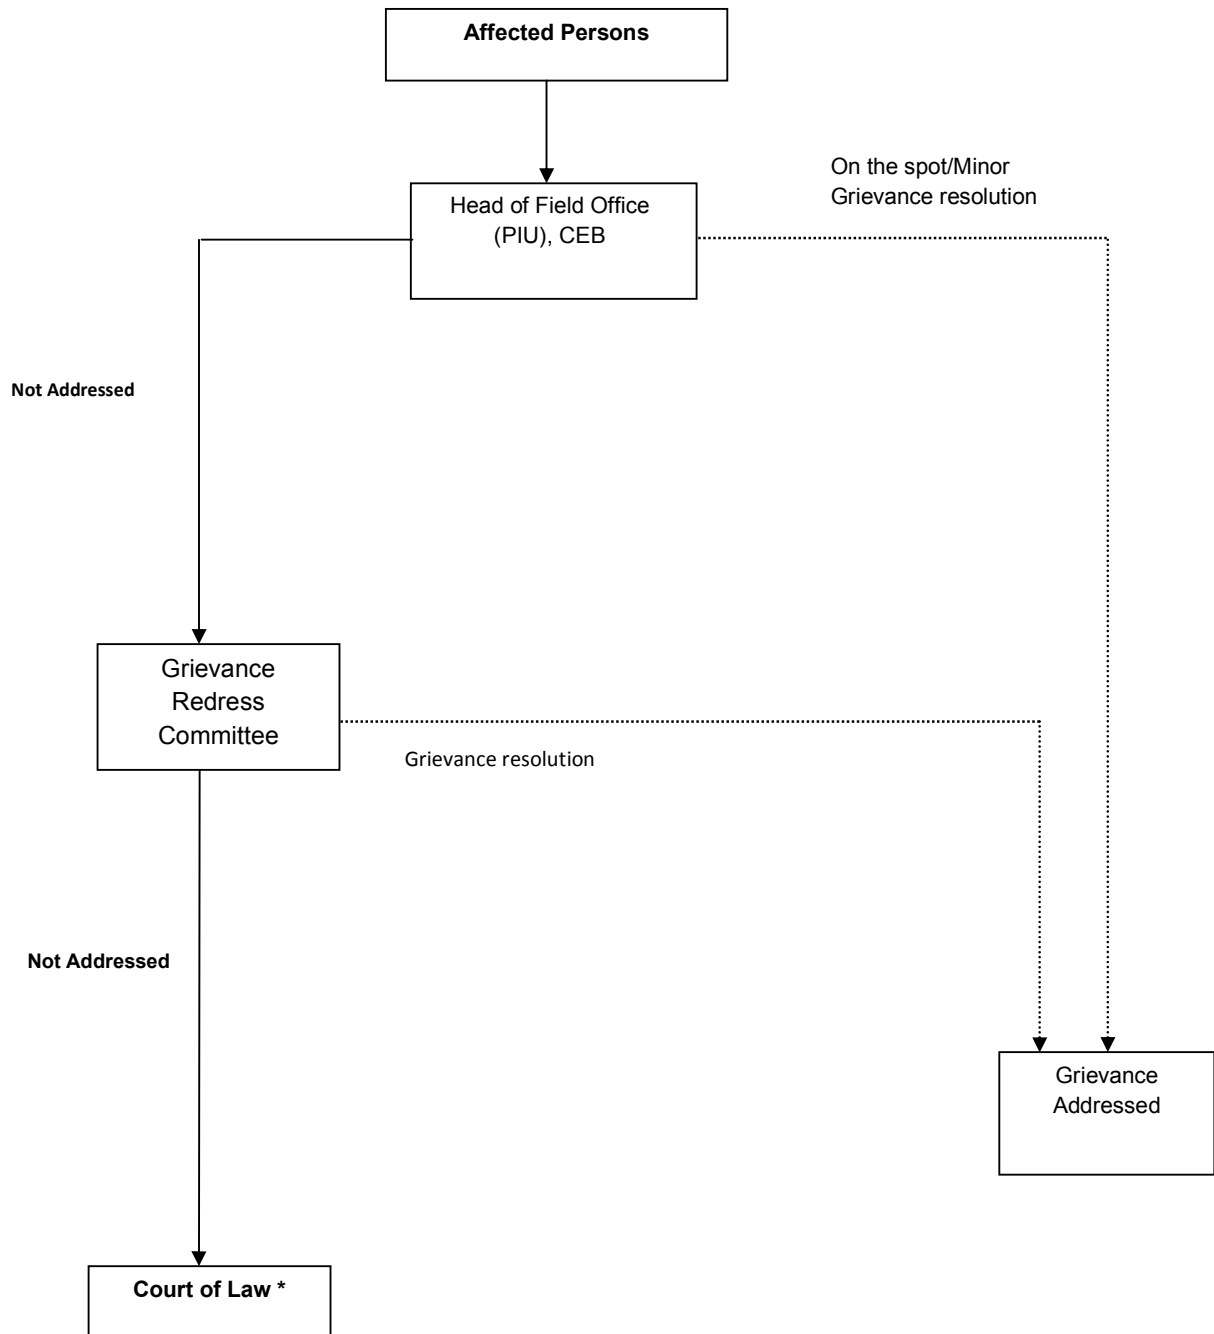 Affected Persons
On the spot/Minor
Grievance resolution
Head of Field Office
(PIU), CEB
Not Addressed
Grievance
Redress
Committee
Grievance resolution
Not Addressed
Grievance
Addressed
Court of Law *